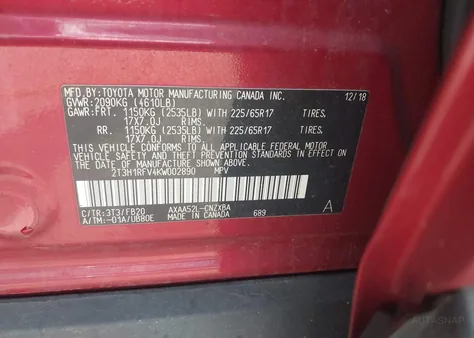 MFD.BY:TOYOTA MOTOR MANUFACTURING CANADA INC. 12/18
GVWR:2090KG (4610LB)
GAWR:FRT. 1150KG (2535LB) WITH 225/65R17 TIRES,
17X7.0J RIMS.
RR. 1150KG (2535LB) WITH 225/65R17 TIRES,
17X7.0J RIMS.
THIS VEHICLE CONFORMS TO ALL APPLICABLE FEDERAL
MOTOR VEHICLE SAFETY, BUMPER, AND THEFT PREVENTION
STANDARDS IN EFFECT ON THE DATE OF MANUFACTURE
SHOWN ABOVE.
2T3H1RFV4KW002890 MPV
C/TR:3T3/FB20 AXAA52L-CNZXBA A
A/TM:-01A/UB80E MADE IN CANADA 689
AUTASNAP